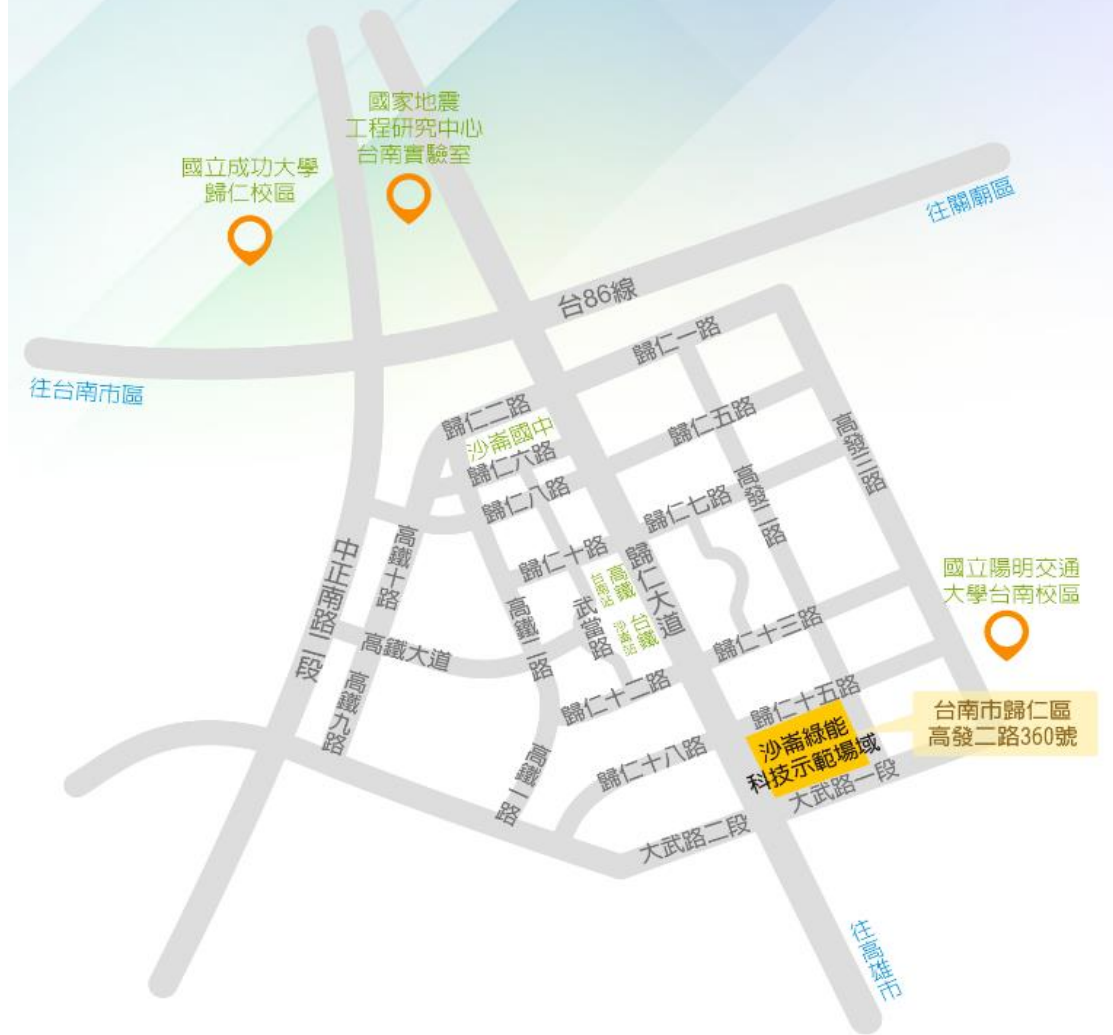 國家地震
工程研究中心
台南實驗室
國立成功大學
歸仁校區
往關廟區
台86線
往台南市區
歸仁一路
歸仁二路
沙崙國中
歸仁六路
歸仁五路
高發三路
歸仁八路
高發二路
歸仁七路
歸仁十路
高鐵十路
中正南路二段
歸仁大道
高鐵
台南站
台鐵
沙崙站
武當路
高鐵二路
高鐵大道
歸仁十三路
國立陽明交通
大學台南校區
高鐵九路
歸仁十二路
歸仁十五路
台南市歸仁區
高發二路360號
沙崙綠能
科技示範場域
歸仁十八路
高鐵一路
大武路一段
大武路二段
往高雄市